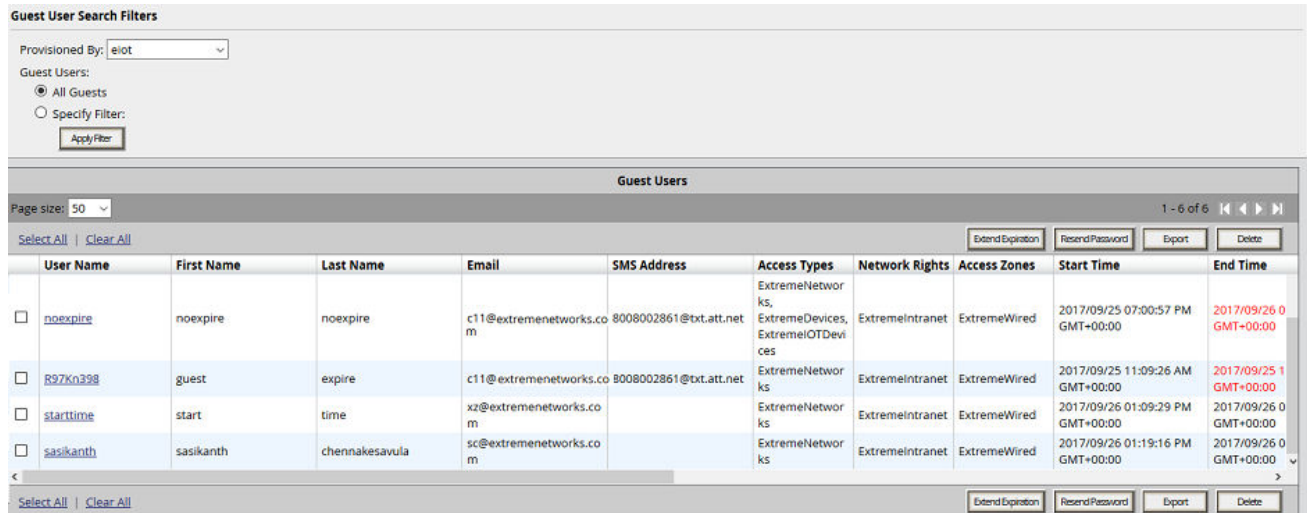 Guest User Search Filters
Provisioned By: eiot
Guest Users:
All Guests
Specify Filter:
Apply Filter
Guest Users
Page size: 50
1 - 6 of 6
Select All | Clear All
Extend Expiration Resend Password Export Delete
User Name First Name Last Name Email SMS Address Access Types Network Rights Access Zones Start Time End Time
ExtremeNetwor
ks,
noexpire noexpire noexpire c11@extremenetworks.co 8008002861@txt.att.net ExtremeDevices, ExtremeIntranet ExtremeWired 2017/09/25 07:00:57 PM 2017/09/26 0
m ExtremeIOTDevi GMT+00:00 GMT+00:00
ces
R97Kn398 guest expire c11@extremenetworks.co 8008002861@txt.att.net ExtremeNetwor ExtremeIntranet ExtremeWired 2017/09/25 11:09:26 AM 2017/09/25 1
ks GMT+00:00 GMT+00:00
starttime start time xz@extremenetworks.co ExtremeNetwor ExtremeIntranet ExtremeWired 2017/09/26 01:09:29 PM 2017/09/26 0
m ks GMT+00:00 GMT+00:00
sasikanth sasikanth chennakesavula sc@extremenetworks.co ExtremeNetwor ExtremeIntranet ExtremeWired 2017/09/26 01:19:16 PM 2017/09/26 0
m ks GMT+00:00 GMT+00:00
Select All | Clear All
Extend Expiration Resend Password Export Delete